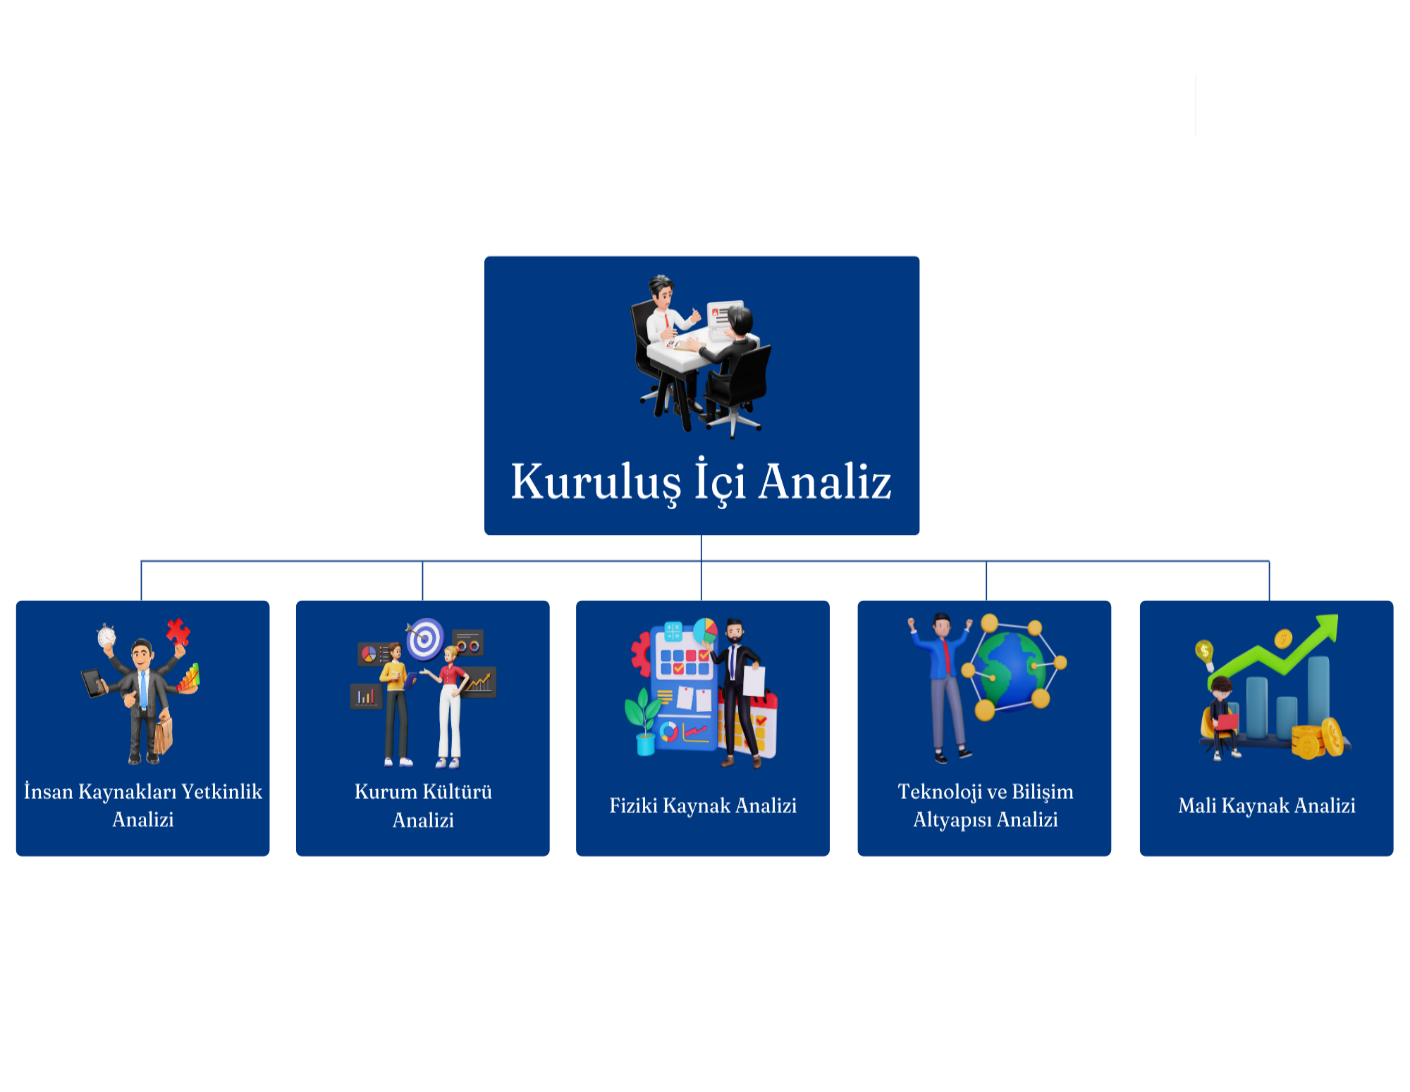 Kuruluş İçi Analiz
İnsan Kaynakları Yetkinlik
Analizi
Kurum Kültürü
Analizi
Fiziki Kaynak Analizi
Teknoloji ve Bilişim
Altyapısı Analizi
Mali Kaynak Analizi